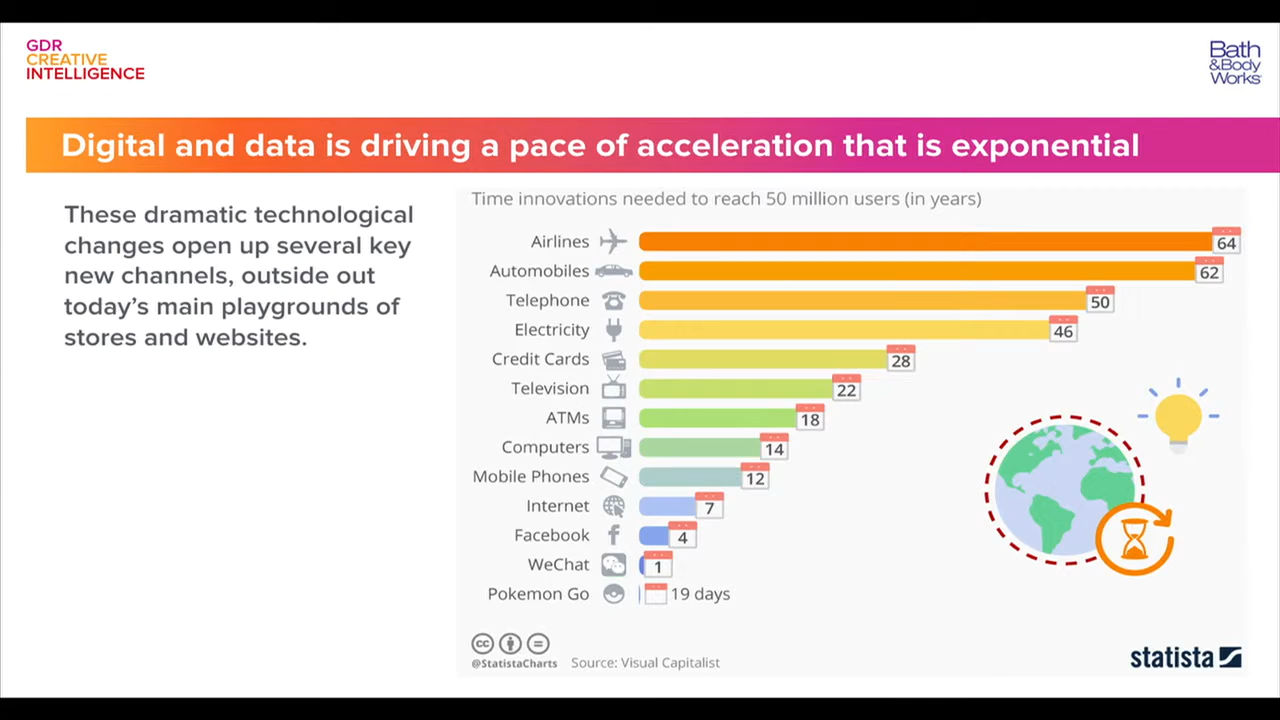 GDR
CREATIVE
INTELLIGENCE
Bath
&Body
Works
Digital and data is driving a pace of acceleration that is exponential
These dramatic technological
changes open up several key
new channels, outside out
today's main playgrounds of
stores and websites.
Time innovations needed to reach 50 million users (in years)
Airlines 64
Automobiles 62
Telephone 50
Electricity 46
Credit Cards 28
Television 22
ATMs 18
Computers 14
Mobile Phones 12
Internet 7
Facebook f 4
WeChat 1
Pokemon Go 19 days
cc
@StatistaCharts Source: Visual Capitalist
statista